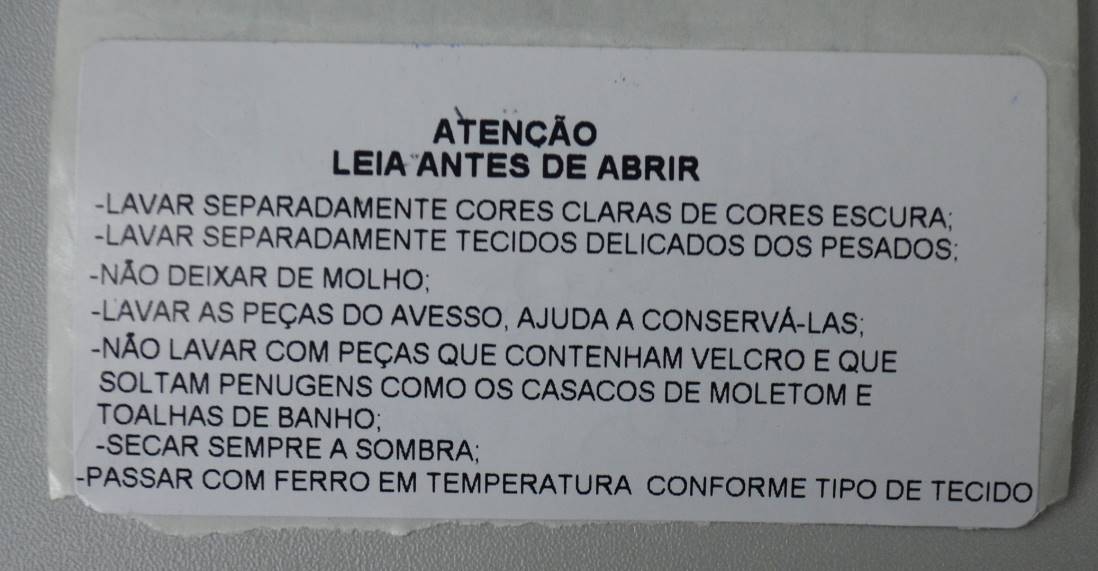 ATENÇÃO
LEIA ANTES DE ABRIR
-LAVAR SEPARADAMENTE CORES CLARAS DE CORES ESCURA;
-LAVAR SEPARADAMENTE TECIDOS DELICADOS DOS PESADOS;
-NÃO DEIXAR DE MOLHO;
-LAVAR AS PEÇAS DO AVESSO, AJUDA A CONSERVÁ-LAS;
-NÃO LAVAR COM PEÇAS QUE CONTENHAM VELCRO E QUE
SOLTAM PENUGENS COMO OS CASACOS DE MOLETOM E
TOALHAS DE BANHO;
-SECAR SEMPRE A SOMBRA;
-PASSAR COM FERRO EM TEMPERATURA CONFORME TIPO DE TECIDO